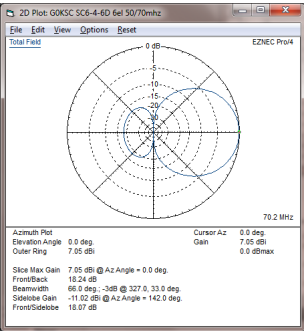 2D Plot: G0KSC SC6-4-6D 6el 50/70mhz
File Edit View Options Reset
Total Field
0 dB
EZNEC Pro/4
-5
-10
-15
-20
-30
70.2 MHz
Azimuth Plot
Cursor Az 0.0 deg.
Elevation Angle 0.0 deg.
Gain 7.05 dBi
Outer Ring 7.05 dBi
0.0 dBmax
Slice Max Gain 7.05 dBi @ Az Angle = 0.0 deg.
Front/Back 18.24 dB
Beamwidth 66.0 deg.; -3dB @ 327.0, 33.0 deg.
Sidelobe Gain -11.02 dBi @ Az Angle = 142.0 deg.
Front/Sidelobe 18.07 dB